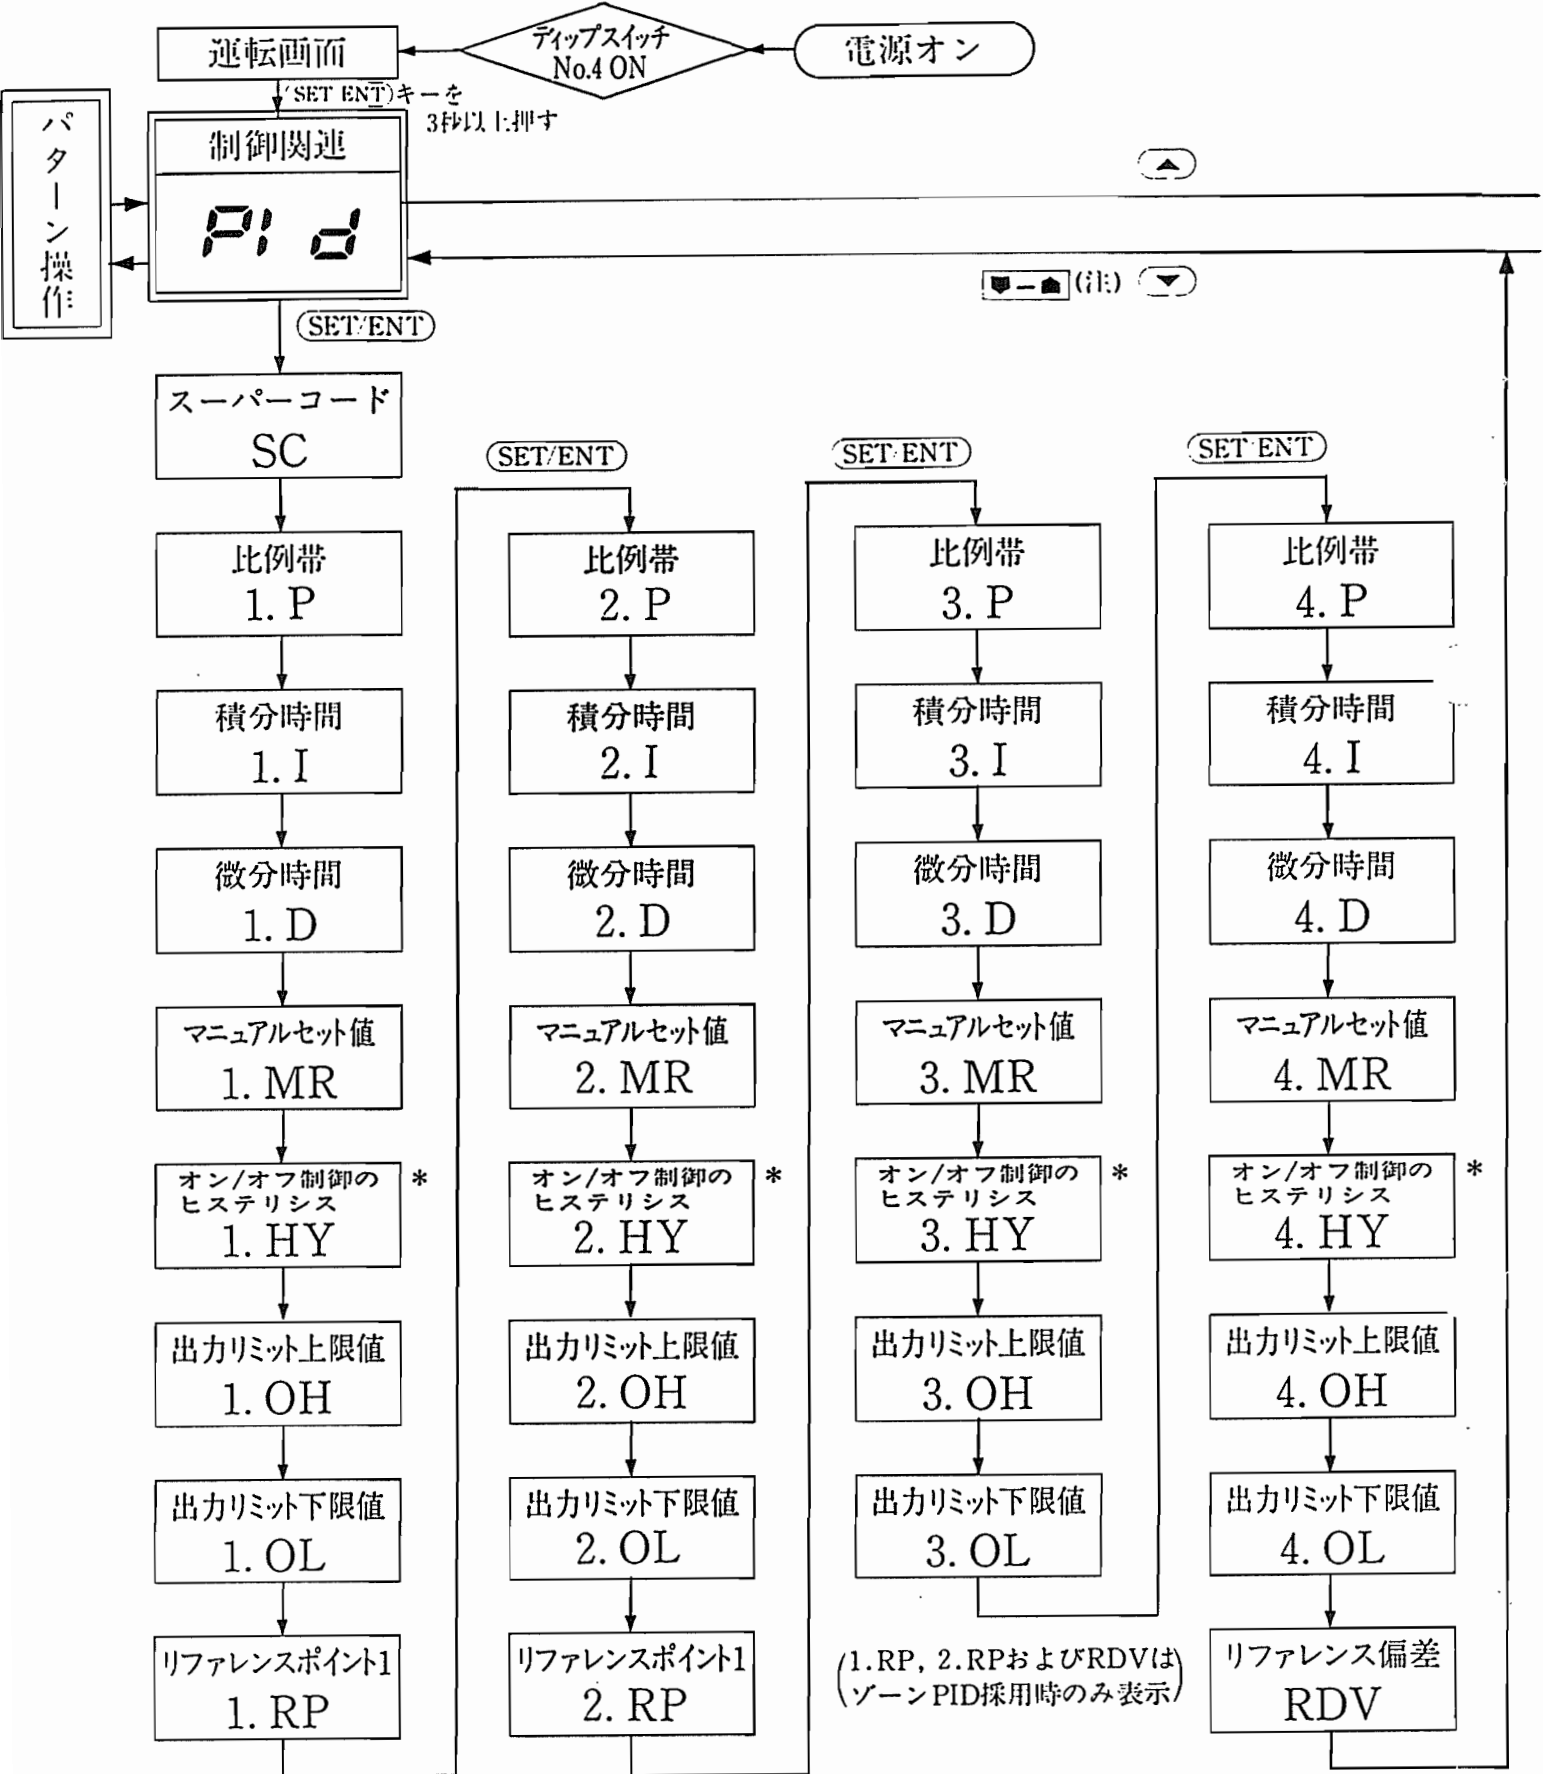 電源オン
ディップスイッチ
No.4 ON
運転画面
(SET ENT)キーを
3秒以上押す
パターン操作
制御関連
PI d
SET/ENT
(注)
スーパーコード
SC
比例帯
1. P
積分時間
1. I
微分時間
1. D
マニュアルセット値
1. MR
オン/オフ制御の
ヒステリシス
1. HY
*
出力リミット上限値
1. OH
出力リミット下限値
1. OL
リファレンスポイント1
1. RP
SET/ENT
比例帯
2. P
積分時間
2. I
微分時間
2. D
マニュアルセット値
2. MR
オン/オフ制御の
ヒステリシス
2. HY
*
出力リミット上限値
2. OH
出力リミット下限値
2. OL
リファレンスポイント1
2. RP
SET ENT
比例帯
3. P
積分時間
3. I
微分時間
3. D
マニュアルセット値
3. MR
オン/オフ制御の
ヒステリシス
3. HY
*
出力リミット上限値
3. OH
出力リミット下限値
3. OL
(1.RP, 2.RPおよびRDVは
ゾーンPID採用時のみ表示)
SET ENT
比例帯
4. P
積分時間
4. I
微分時間
4. D
マニュアルセット値
4. MR
オン/オフ制御の
ヒステリシス
4. HY
*
出力リミット上限値
4. OH
出力リミット下限値
4. OL
リファレンス偏差
RDV